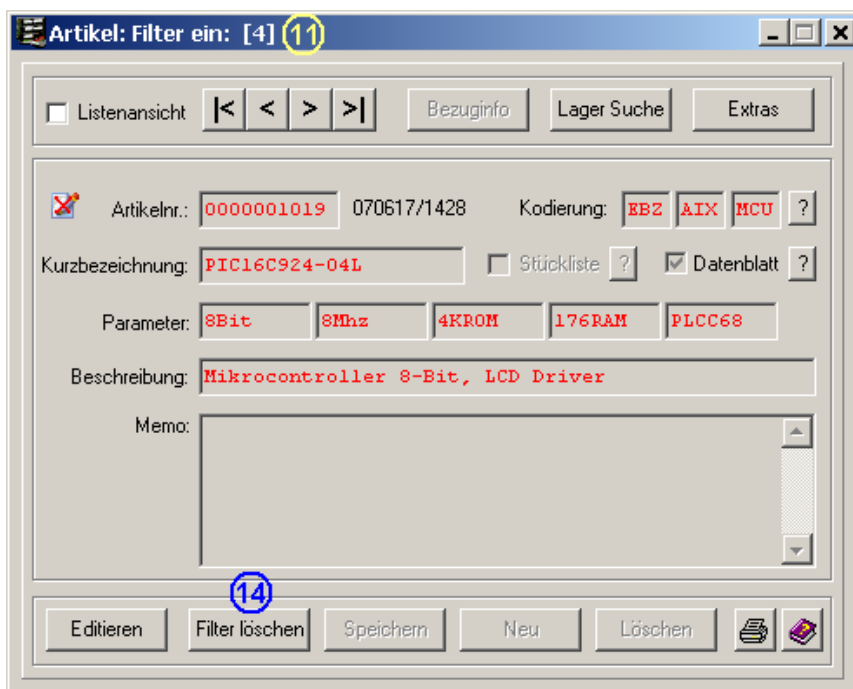 Artikel: Filter ein: [4] 11
Listenansicht |< < > >| Bezuginfo Lager Suche Extras
Artikelnr.: 0000001019 070617/1428 Kodierung: EBZ AIX MCU ?
Kurzbezeichnung: PIC16C924-04L Stückliste ? Datenblatt ?
Parameter: 8Bit 8Mhz 4KROM 176RAM PLCC68
Beschreibung: Mikrocontroller 8-Bit, LCD Driver
Memo:
14
Editieren Filter löschen Speichern Neu Löschen